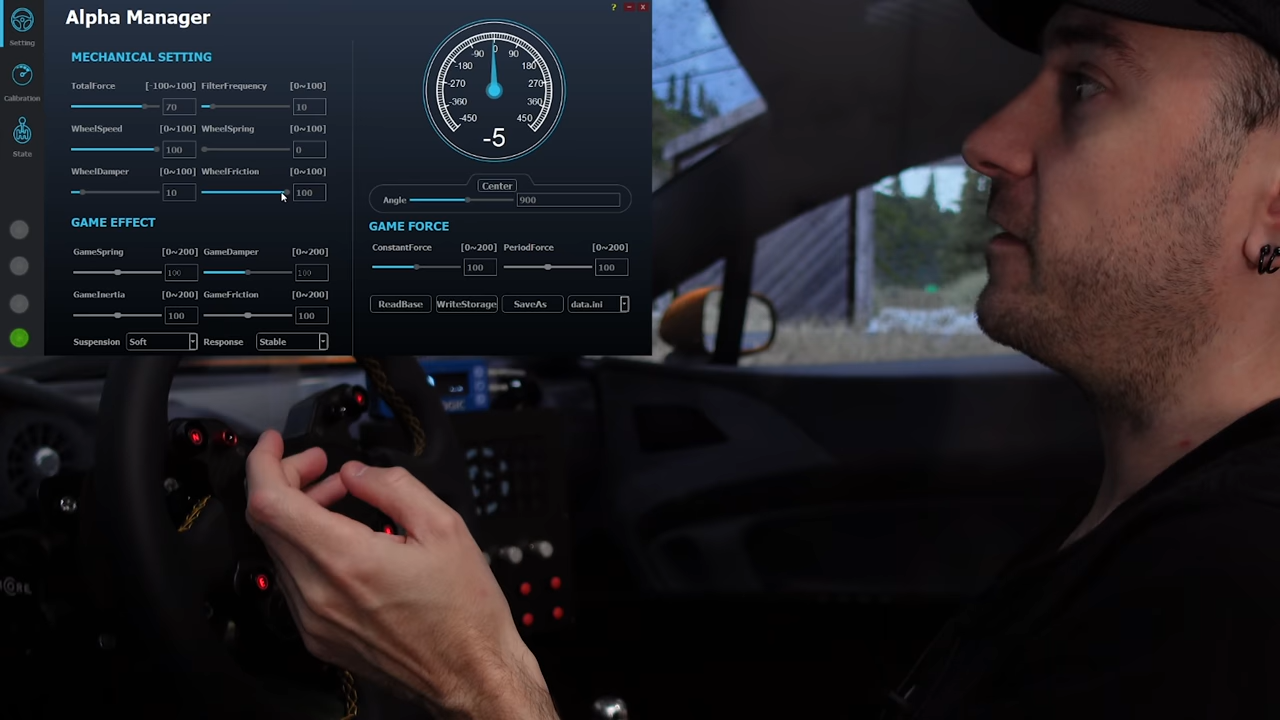 ?
Alpha Manager
Setting
MECHANICAL SETTING
TotalForce [-100~100] FilterFrequency [0~100]
70 10
Calibration
WheelSpeed [0~100] WheelSpring [0~100]
100 0
State
WheelDamper [0~100] WheelFriction [0~100]
10 100
GAME EFFECT
GameSpring [0~200] GameDamper [0~200]
100 100
GameInertia [0~200] GameFriction [0~200]
100 100
Suspension Soft Response Stable
-90 0 90
-180 180
-270 270
-360 360
-450 450
-5
Center
Angle 900
GAME FORCE
ConstantForce [0~200] PeriodForce [0~200]
100 100
ReadBase WriteStorage SaveAs data.ini
N
E